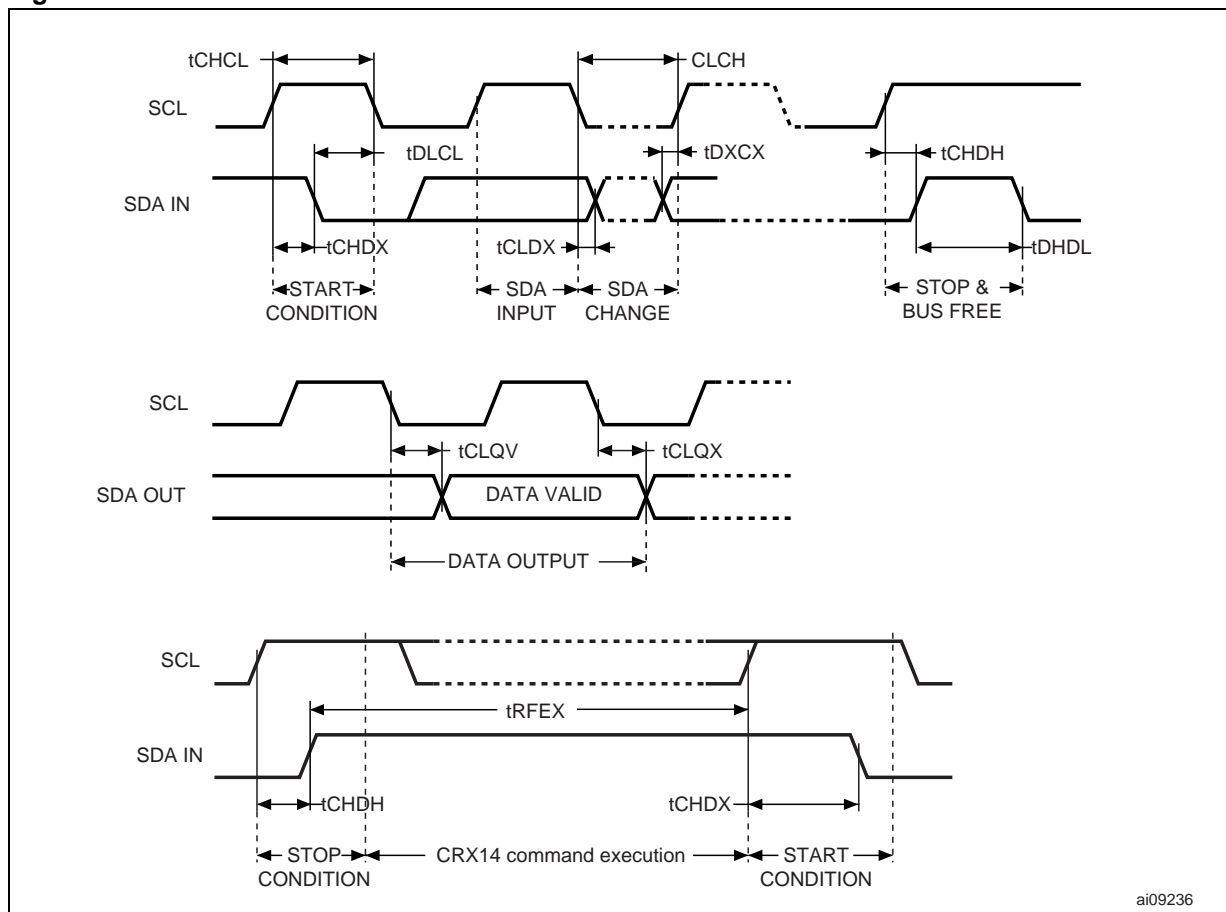 tCHCL
CLCH
SCL
tDLCL
tDXCX
tCHDH
SDA IN
tCHDX
tCLDX
tDHDL
START
CONDITION
SDA
INPUT
SDA
CHANGE
STOP &
BUS FREE
SCL
tCLQV
tCLQX
SDA OUT
DATA VALID
DATA OUTPUT
SCL
tRFEX
SDA IN
tCHDH
tCHDX
STOP
CONDITION
CRX14 command execution
START
CONDITION
ai09236